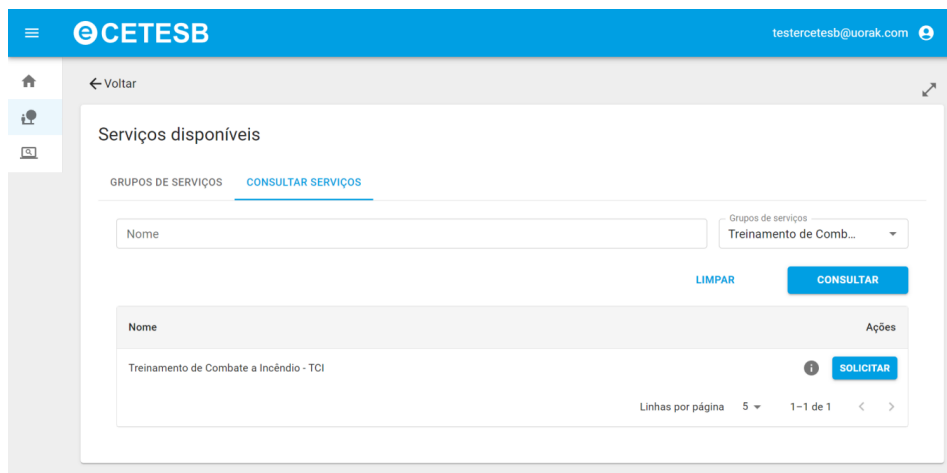 eCETESB
testercetesb@uorak.com
Voltar
Serviços disponíveis
GRUPOS DE SERVIÇOS CONSULTAR SERVIÇOS
Grupos de serviços
Nome Treinamento de Comb...
LIMPAR CONSULTAR
Nome Ações
Treinamento de Combate a Incêndio - TCI i SOLICITAR
Linhas por página 5 1–1 de 1